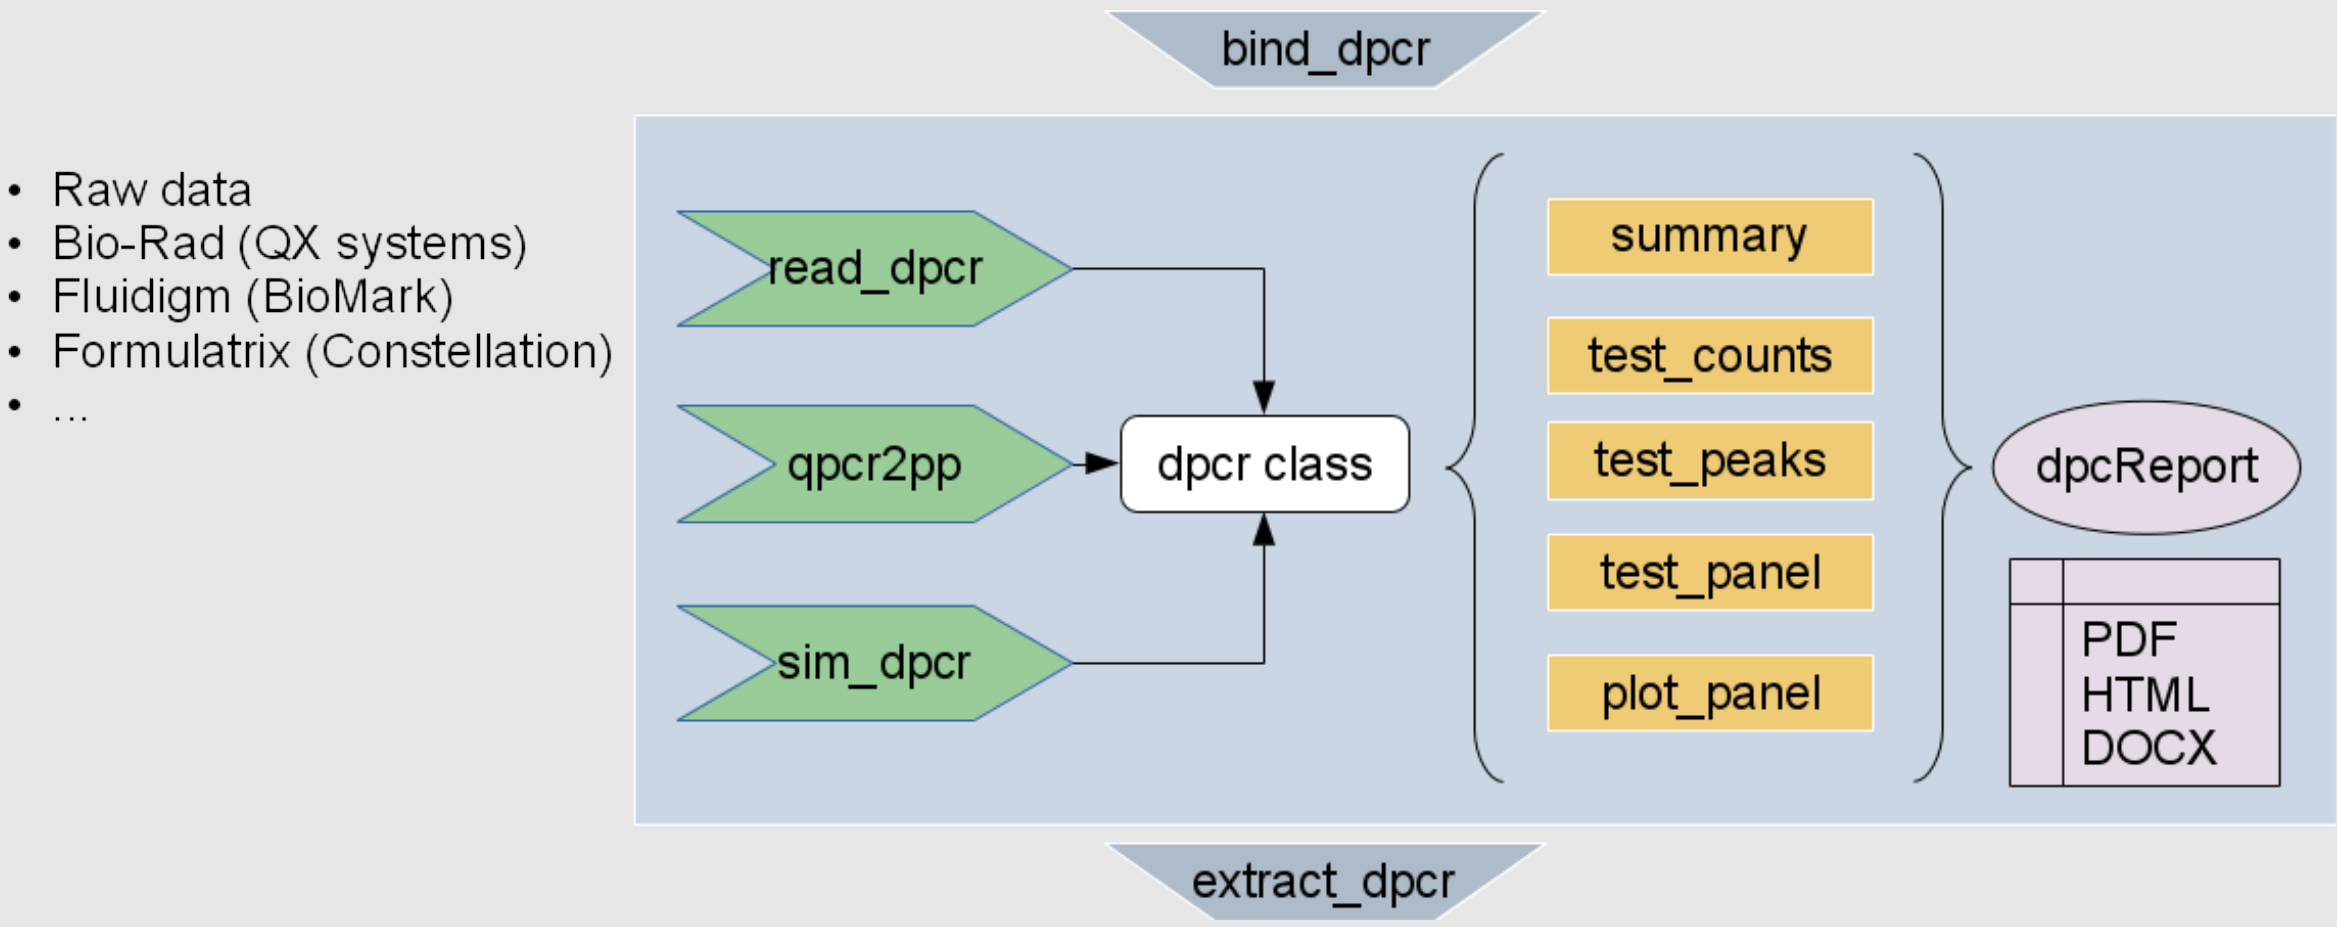 bind_dpcr
• Raw data
• Bio-Rad (QX systems)
• Fluidigm (BioMark)
• Formulatrix (Constellation)
• ...
read_dpcr
qpcr2pp
sim_dpcr
dpcr class
summary
test_counts
test_peaks
test_panel
plot_panel
dpcReport
PDF
HTML
DOCX
extract_dpcr